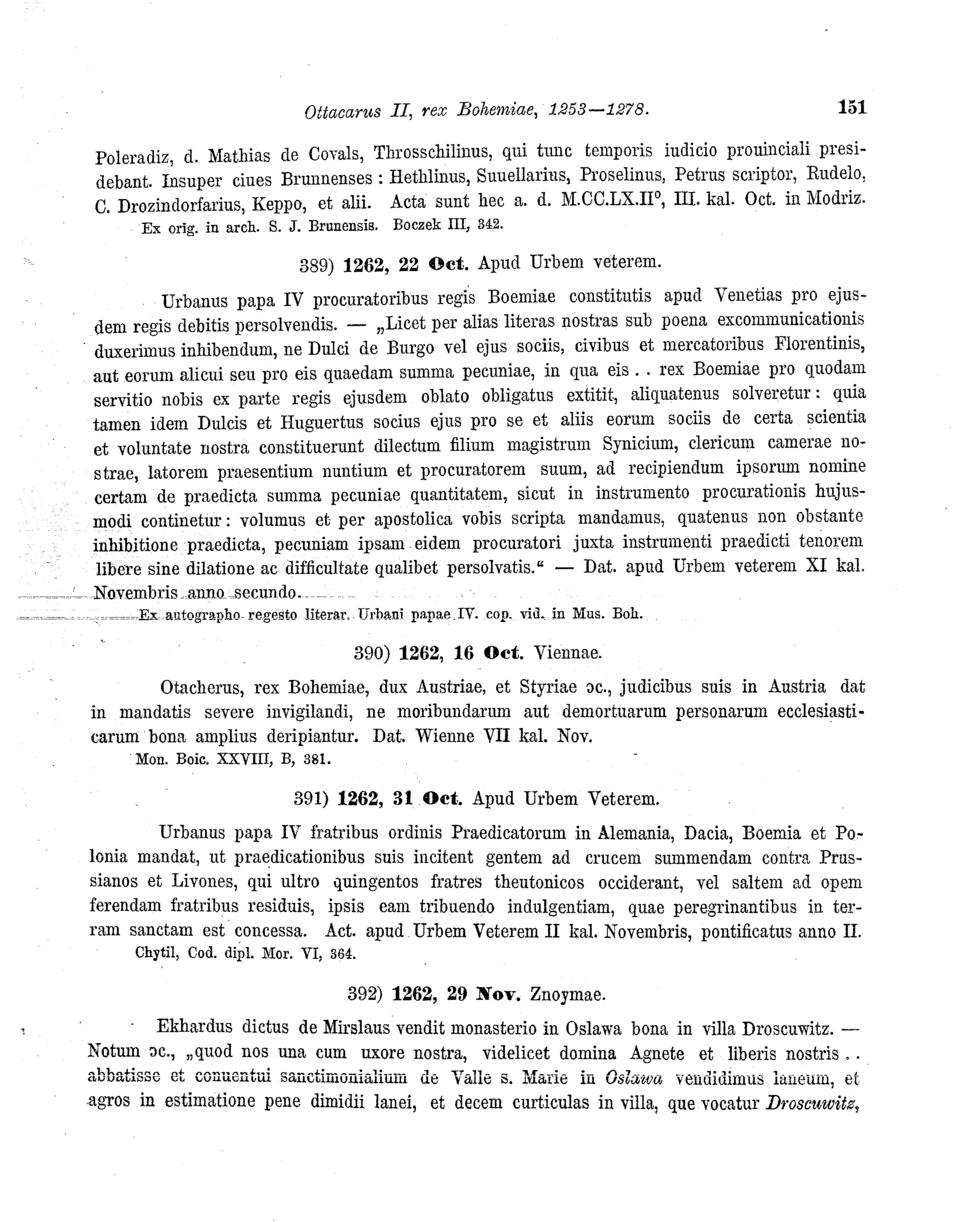 Ottacarus II, rex Bohemiae, 1253—1278. 151
Poleradiz, d. Mathias de Covals, Throsschilinus, qui tunc temporis iudicio prouinciali presi-
debant. Insuper ciues Brunnenses : Hethlinus, Suuellarius, Proselinus, Petrus scriptor, Rudelo,
C. Drozindorfarius, Keppo, et alii. Acta sunt hec a. d. M.CC.LX.II⁰, III. kal. Oct. in Modriz.
Ex orig. in arch. S. J. Brunensis. Boczek III, 342.
389) 1262, 22 Oct. Apud Urbem veterem.
Urbanus papa IV procuratoribus regis Boemiae constitutis apud Venetias pro ejus-
dem regis debitis persolvendis. — „Licet per alias literas nostras sub poena excommunicationis
duxerimus inhibendum, ne Dulci de Burgo vel ejus sociis, civibus et mercatoribus Florentinis,
aut eorum alicui seu pro eis quaedam summa pecuniae, in qua eis . . rex Boemiae pro quodam
servitio nobis ex parte regis ejusdem oblato obligatus extitit, aliquatenus solveretur : quia
tamen idem Dulcis et Huguertus socius ejus pro se et aliis eorum sociis de certa scientia
et voluntate nostra constituerunt dilectum filium magistrum Synicium, clericum camerae no-
strae, latorem praesentium nuntium et procuratorem suum, ad recipiendum ipsorum nomine
certam de praedicta summa pecuniae quantitatem, sicut in instrumento procurationis hujus-
modi continetur : volumus et per apostolica vobis scripta mandamus, quatenus non obstante
inhibitione praedicta, pecuniam ipsam eidem procuratori juxta instrumenti praedicti tenorem
libere sine dilatione ac difficultate qualibet persolvatis.“ — Dat. apud Urbem veterem XI kal.
Novembris anno secundo.
Ex autographo regesto literar. Urbani papae IV. cop. vid. in Mus. Boh.
390) 1262, 16 Oct. Viennae.
Otacherus, rex Bohemiae, dux Austriae, et Styriae ɔc., judicibus suis in Austria dat
in mandatis severe invigilandi, ne moribundarum aut demortuarum personarum ecclesiasti-
carum bona amplius deripiantur. Dat. Wienne VII kal. Nov.
Mon. Boic. XXVIII, B, 381.
391) 1262, 31 Oct. Apud Urbem Veterem.
Urbanus papa IV fratribus ordinis Praedicatorum in Alemania, Dacia, Boemia et Po-
lonia mandat, ut praedicationibus suis incitent gentem ad crucem summendam contra Prus-
sianos et Livones, qui ultro quingentos fratres theutonicos occiderant, vel saltem ad opem
ferendam fratribus residuis, ipsis eam tribuendo indulgentiam, quae peregrinantibus in ter-
ram sanctam est concessa. Act. apud Urbem Veterem II kal. Novembris, pontificatus anno II.
Chytil, Cod. dipl. Mor. VI, 364.
392) 1262, 29 Nov. Znoymae.
Ekhardus dictus de Mirslaus vendit monasterio in Oslawa bona in villa Droscuwitz. —
Notum ɔc., „quod nos una cum uxore nostra, videlicet domina Agnete et liberis nostris . .
abbatisse et conuentui sanctimonialium de Valle s. Marie in Oslawa vendidimus laneum, et
agros in estimatione pene dimidii lanei, et decem curticulas in villa, que vocatur Droscuwitz,